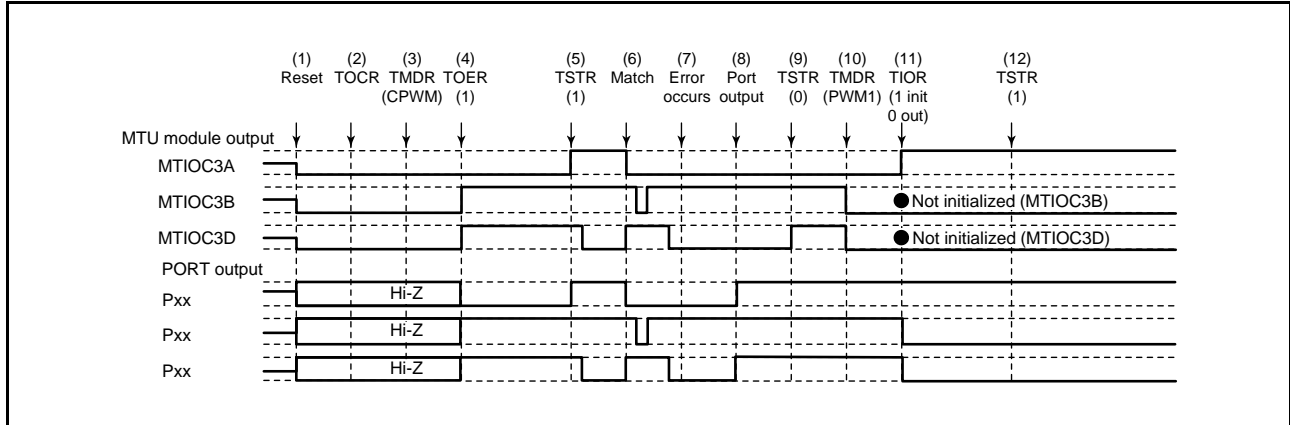 (1) (2) (3) (4) (5) (6) (7) (8) (9) (10) (11) (12)
Reset TOCR TMDR TOER TSTR Match Error Port TSTR TMDR TIOR TSTR
(CPWM) (1) (1) occurs output (0) (PWM1) (1 init (1)
0 out)
MTU module output
MTIOC3A
MTIOC3B Not initialized (MTIOC3B)
MTIOC3D Not initialized (MTIOC3D)
PORT output
Pxx Hi-Z
Pxx Hi-Z
Pxx Hi-Z